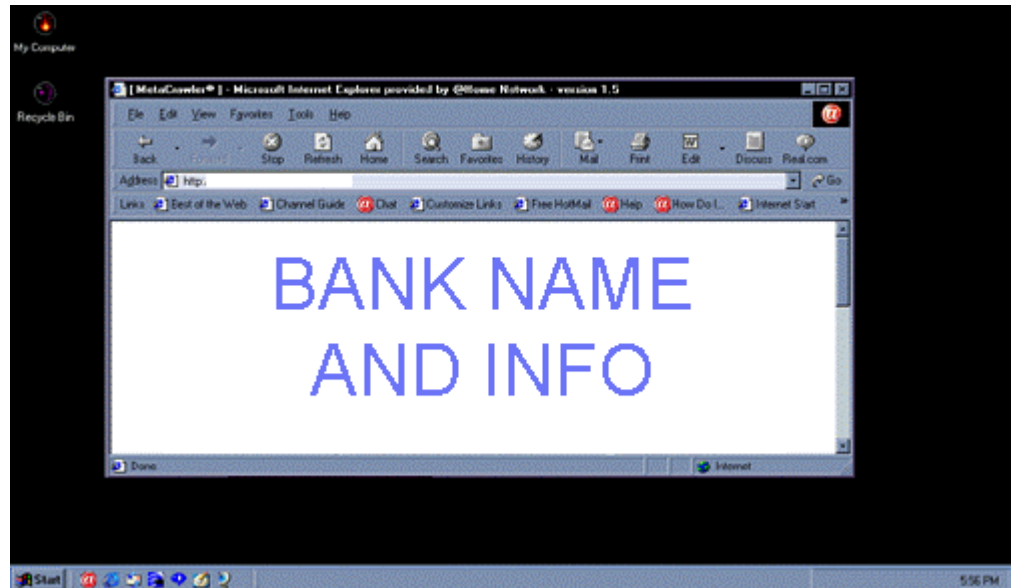 My Computer
Recycle Bin
[ MetaCrawler® ] - Microsoft Internet Explorer provided by @Home Network - version 1.5
File Edit View Favorites Tools Help
Back Forward Stop Refresh Home Search Favorites History Mail Print Edit Discuss Real.com
Address http: Go
Links Best of the Web Channel Guide Chat Customize Links Free HotMail Help How Do I... Internet Start »
BANK NAME
AND INFO
Done Internet
Start 5:56 PM